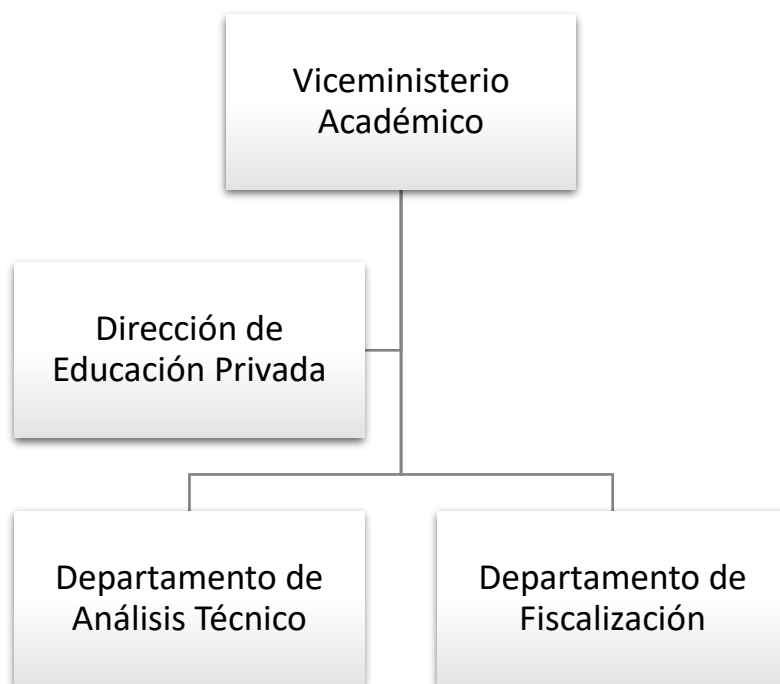 Viceministerio
Académico
Dirección de
Educación Privada
Departamento de
Análisis Técnico
Departamento de
Fiscalización